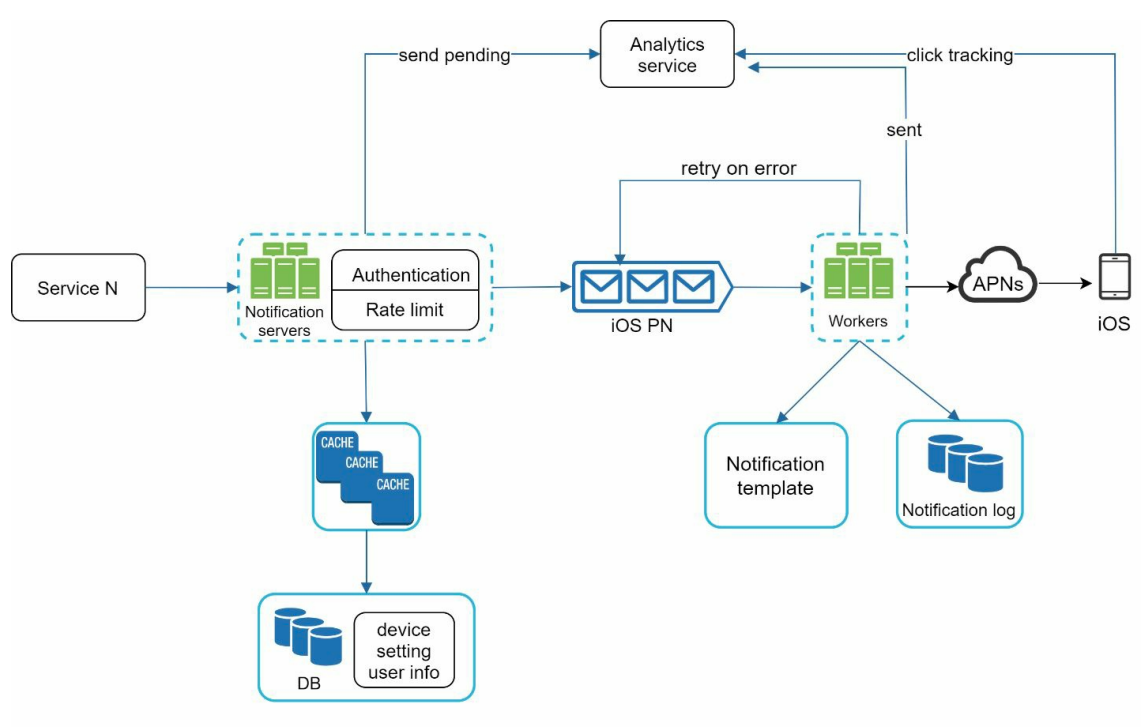 Analytics
service
send pending
click tracking
sent
retry on error
Service N
Notification
servers
Authentication
Rate limit
iOS PN
Workers
APNs
iOS
CACHE
CACHE
CACHE
Notification
template
Notification log
DB
device
setting
user info